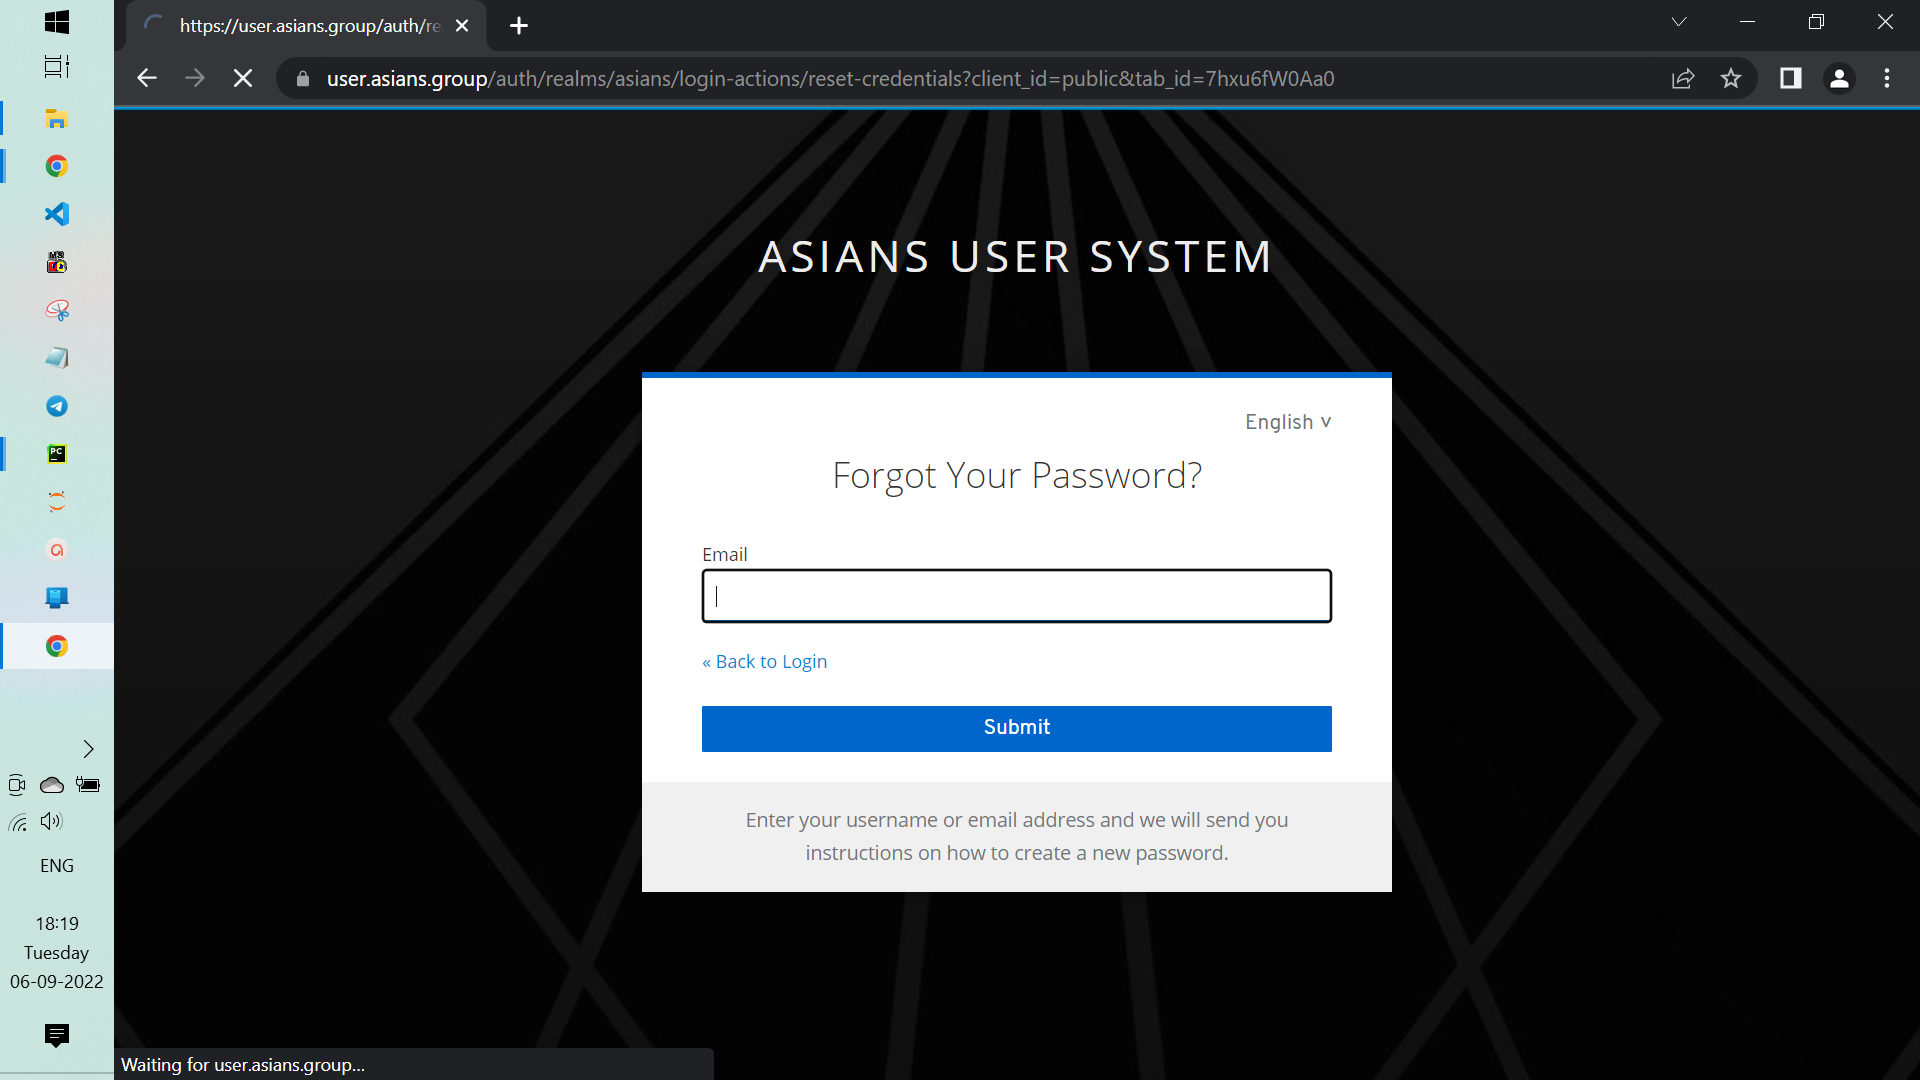 https://user.asians.group/auth/re
user.asians.group/auth/realms/asians/login-actions/reset-credentials?client_id=public&tab_id=7hxu6fW0Aa0
ASIANS USER SYSTEM
English v
Forgot Your Password?
Email
« Back to Login
Submit
Enter your username or email address and we will send you
instructions on how to create a new password.
PC
ENG
18:19
Tuesday
06-09-2022
Waiting for user.asians.group...